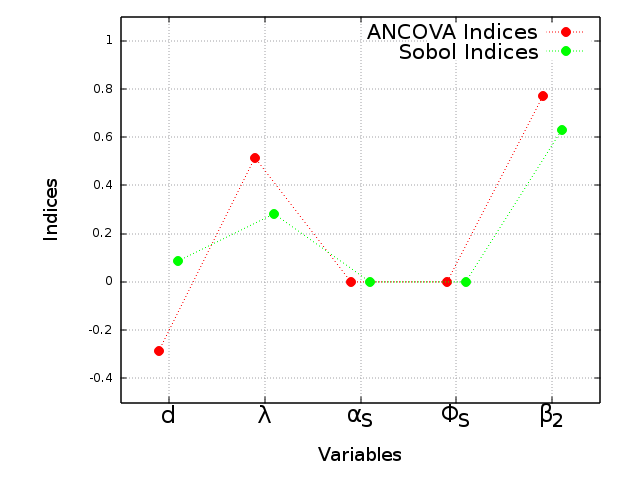 ANCOVA Indices
Sobol Indices
1
0.8
0.6
0.4
0.2
0
-0.2
-0.4
Indices
d λ αS ΦS β2
Variables